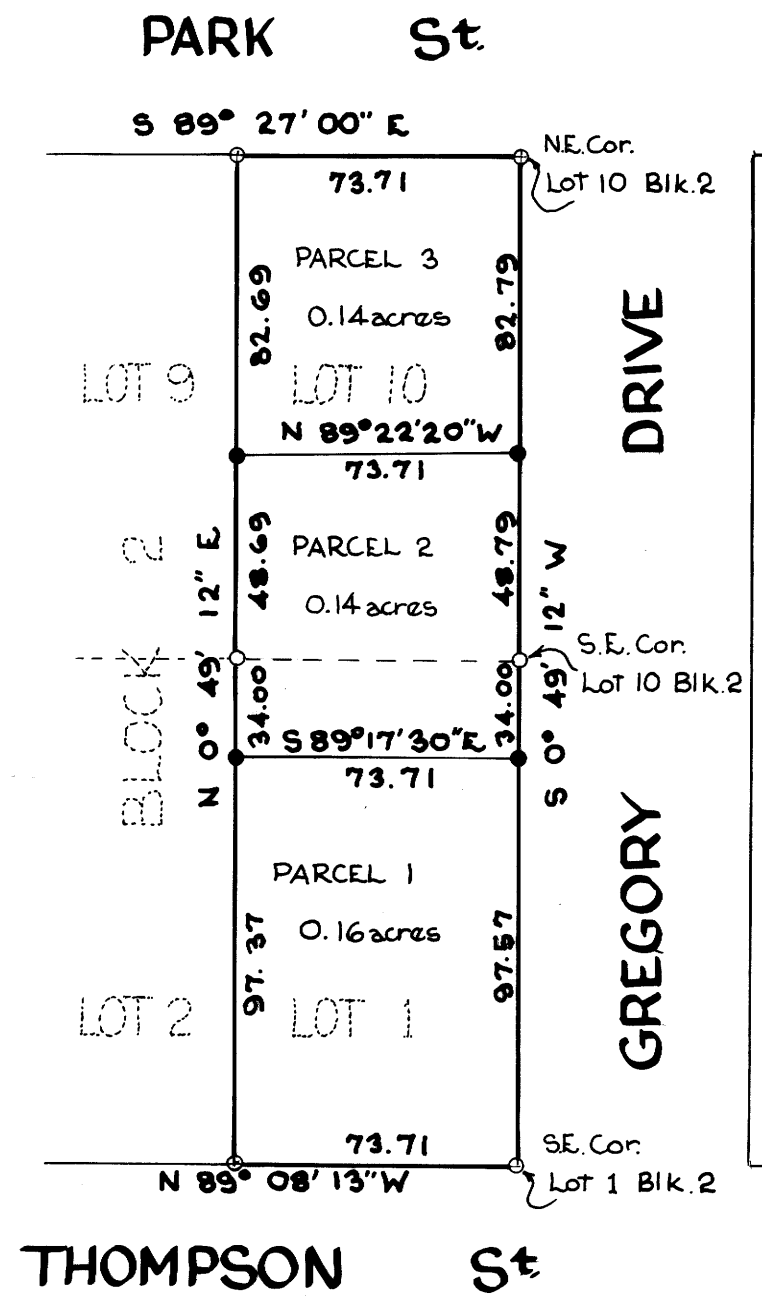 PARK St.
S 89° 27' 00" E
N.E. Cor.
Lot 10 Blk. 2
73.71
PARCEL 3
0.14 acres
82.69
82.79
LOT 9
LOT 10
N 89° 22' 20" W
73.71
GREGORY DRIVE
BLOCK 2
N 0° 49' 12" E
48.69
PARCEL 2
0.14 acres
48.79
S 0° 49' 12" W
S.E. Cor.
Lot 10 Blk. 2
34.00
34.00
S 89° 17' 30" E
73.71
PARCEL 1
0.16 acres
97.37
97.57
LOT 2
LOT 1
73.71
S.E. Cor.
Lot 1 Blk. 2
N 89° 08' 13" W
THOMPSON St.